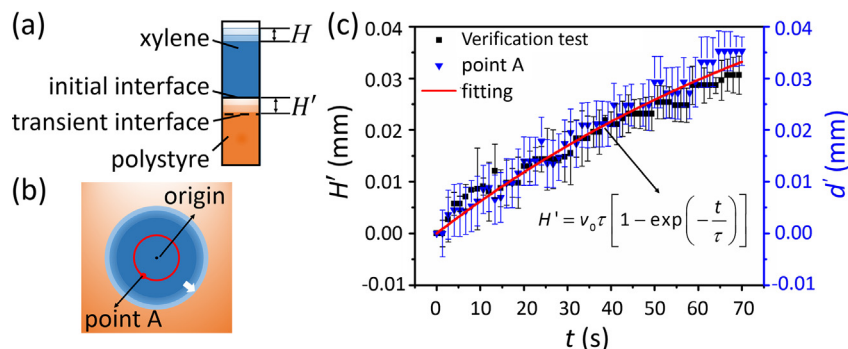 (a)
xylene
H
initial interface
H'
transient interface
polystyre
(b)
origin
point A
(c)
Verification test
point A
fitting
H' = v₀τ[1 − exp(−t/τ)]
H' (mm)
0.04
0.03
0.02
0.01
0.00
-0.01
0 10 20 30 40 50 60 70
t (s)
0.04
0.03
0.02
0.01
0.00
-0.01
d' (mm)